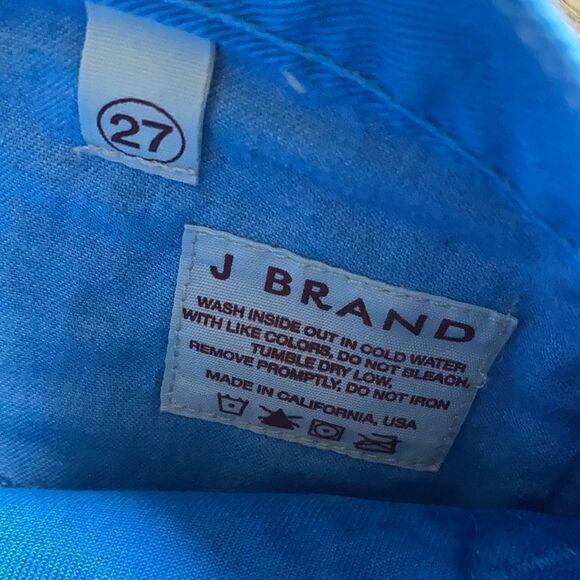 27
J BRAND
WASH INSIDE OUT IN COLD WATER
WITH LIKE COLORS, DO NOT BLEACH,
TUMBLE DRY LOW,
REMOVE PROMPTLY, DO NOT IRON
MADE IN CALIFORNIA, USA